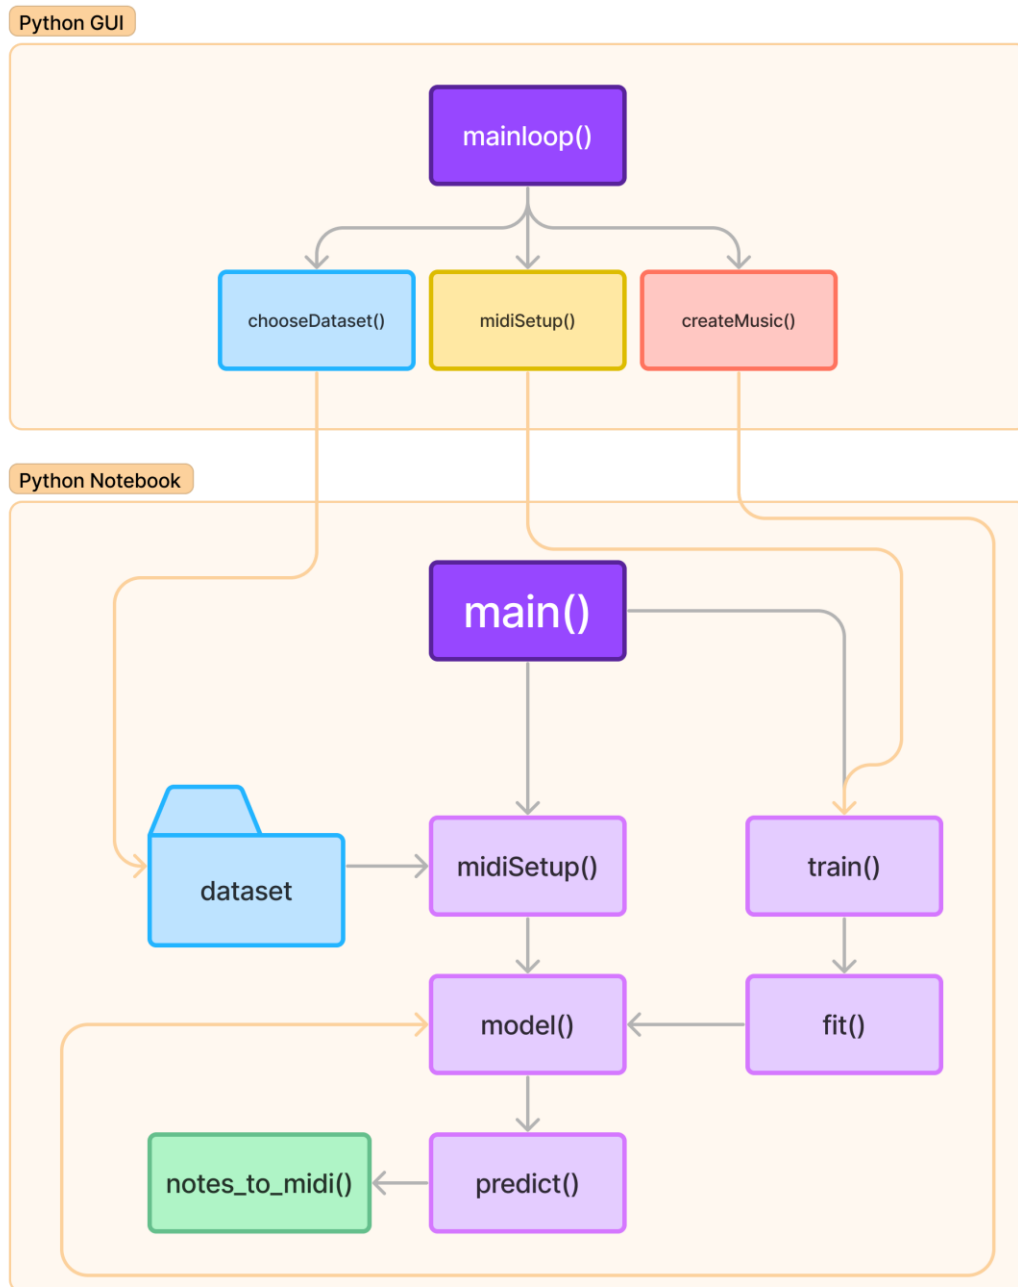 Python GUI
mainloop()
chooseDataset()
midiSetup()
createMusic()
Python Notebook
main()
dataset
midiSetup()
train()
model()
fit()
notes_to_midi()
predict()